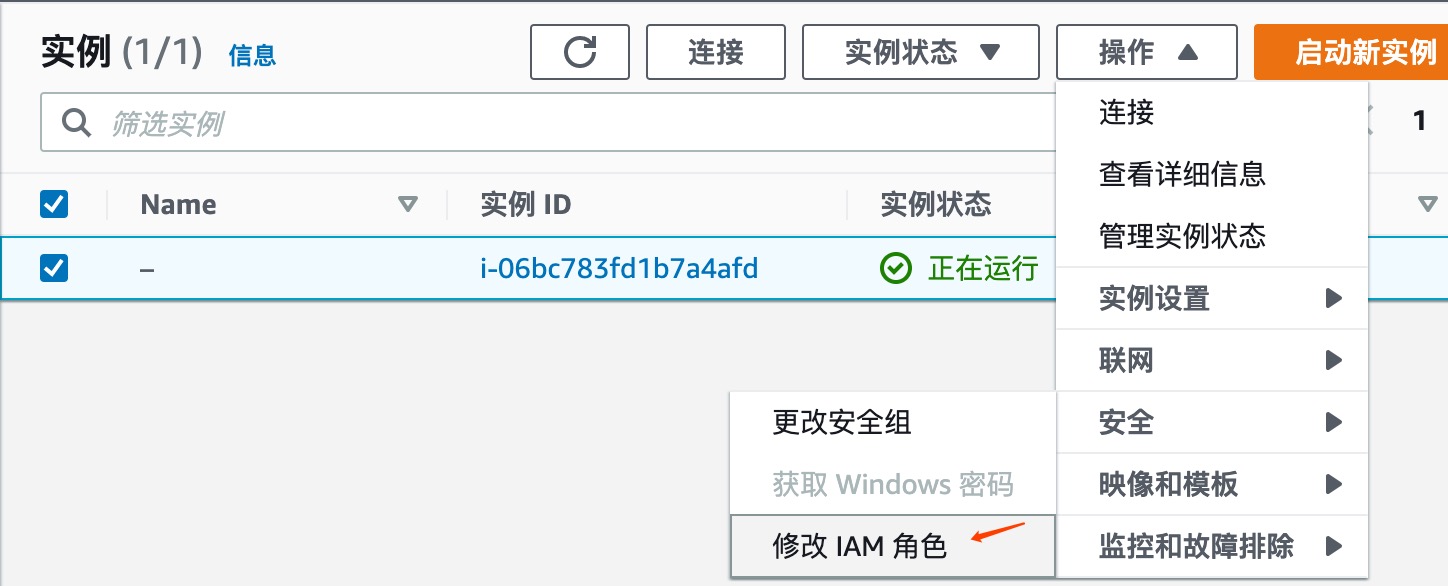 实例 (1/1) 信息 连接 实例状态 操作 启动新实例
筛选实例 1
Name 实例 ID 实例状态
– i-06bc783fd1b7a4afd 正在运行
连接
查看详细信息
管理实例状态
实例设置
联网
安全
映像和模板
监控和故障排除
更改安全组
获取 Windows 密码
修改 IAM 角色